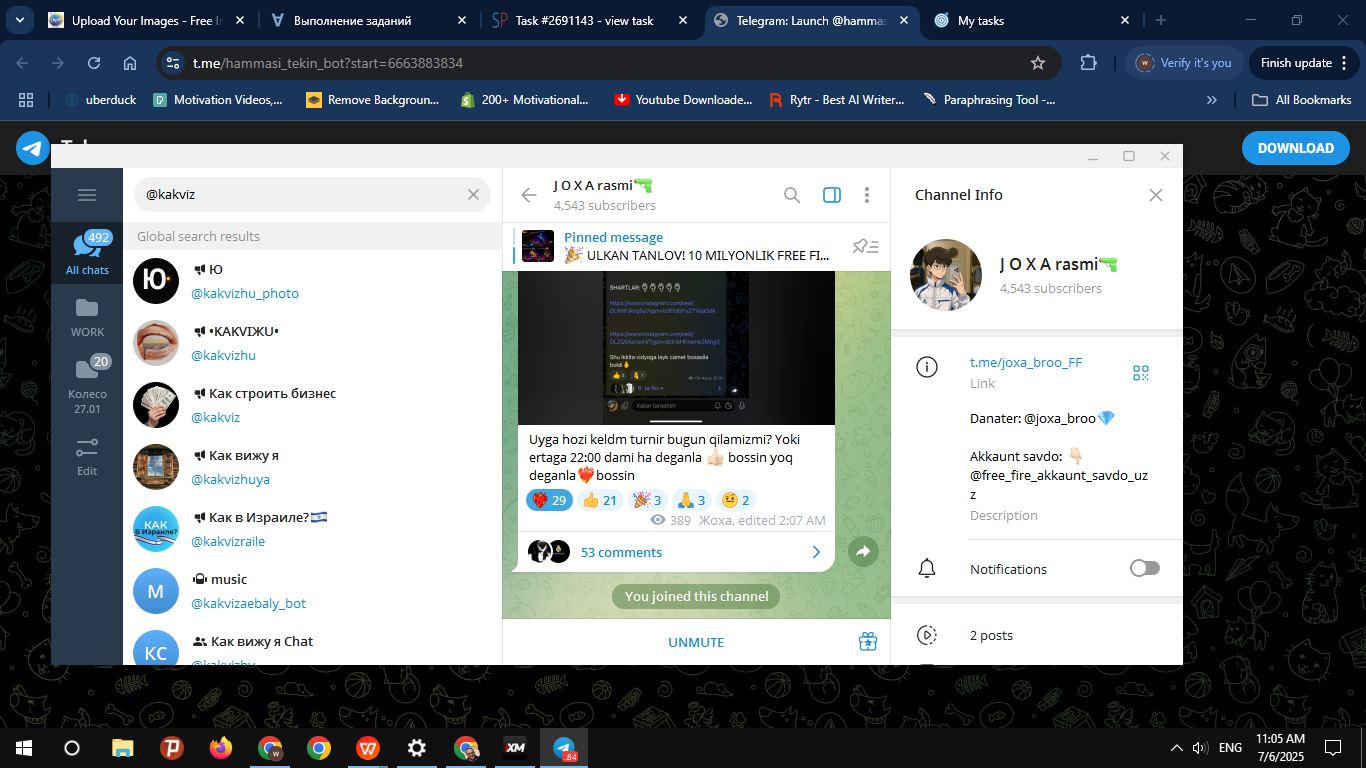 Upload Your Images - Free I
Выполнение заданий
Task #2691143 - view task
Telegram: Launch @hammas
My tasks
t.me/hammasi_tekin_bot?start=6663883834
W
Verify it's you
Finish update
uberduck
Motivation Videos,...
Remove Backgroun...
200+ Motivational...
Youtube Downloade...
Rytr - Best AI Writer...
Paraphrasing Tool -...
»
All Bookmarks
DOWNLOAD
@kakviz
Global search results
492
All chats
WORK
20
Колесо
27.01
Edit
Ю
Ю
@kakvizhu_photo
•KAKVIЖU•
@kakvizhu
Как строить бизнес
@kakviz
Как вижу я
@kakvizhuya
КАК
В Израиле?
Как в Израиле?🇮🇱
@kakvizraile
M
music
@kakvizaebaly_bot
КС
Как вижу я Chat
J O X A rasmi🔫
4,543 subscribers
Pinned message
🎉 ULKAN TANLOV! 10 MILYONLIK FREE FI...
SHARTLAR: 👇👇👇👇👇
Shu ikkita vidyoga layk camet bosasila
boldi
Kabar tarqatish
Uyga hozi keldm turnir bugun qilamizmi? Yoki
ertaga 22:00 dami ha deganla 👍🏻 bossin yoq
deganla❤️‍🔥bossin
❤️‍🔥 29 👍 21 🎉 3 🙏 3 🤨 2
389 Жоха, edited 2:07 AM
53 comments
You joined this channel
UNMUTE
Channel Info
J O X A rasmi🔫
4,543 subscribers
t.me/joxa_broo_FF
Link
Danater: @joxa_broo💎
Akkaunt savdo: 👇🏻
@free_fire_akkaunt_savdo_uz
z
Description
Notifications
2 posts
W
XM
.84
ENG
11:05 AM
7/6/2025